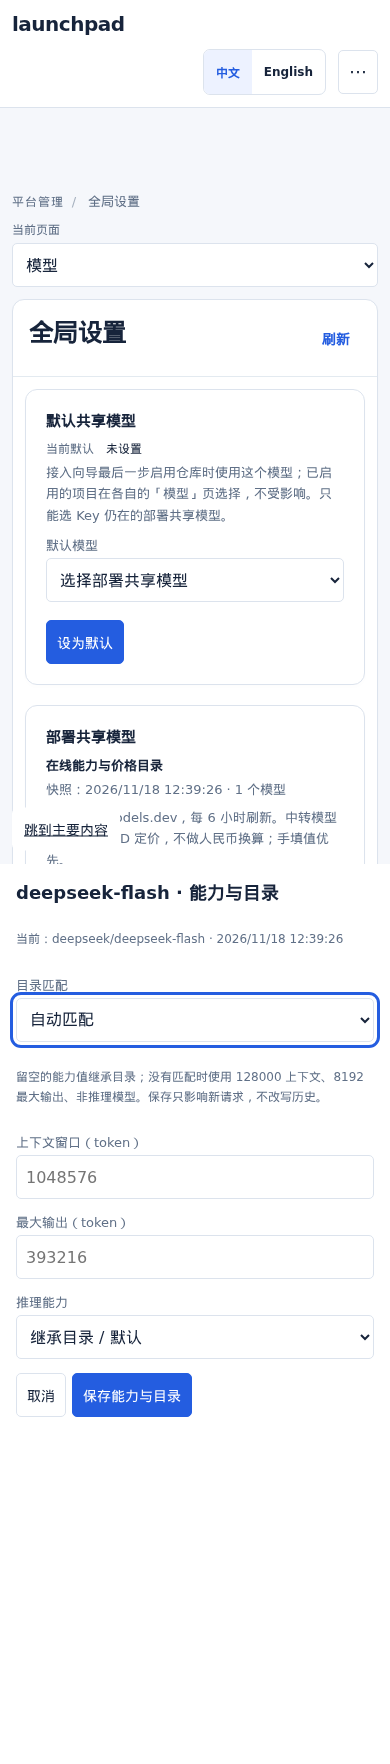 launchpad
中文 English ···
平台管理 / 全局设置
当前页面
模型
全局设置
刷新
默认共享模型
当前默认 未设置
接入向导最后一步启用仓库时使用这个模型；已启
用的项目在各自的「模型」页选择，不受影响。只
能选 Key 仍在的部署共享模型。
默认模型
选择部署共享模型
设为默认
部署共享模型
在线能力与价格目录
快照：2026/11/18 12:39:26 · 1 个模型
odels.dev，每 6 小时刷新。中转模型
跳到主要内容
D 定价，不做人民币换算；手填值优
先。
deepseek-flash · 能力与目录
当前：deepseek/deepseek-flash · 2026/11/18 12:39:26
目录匹配
自动匹配
留空的能力值继承目录；没有匹配时使用 128000 上下文、8192
最大输出、非推理模型。保存只影响新请求，不改写历史。
上下文窗口（token）
1048576
最大输出（token）
393216
推理能力
继承目录 / 默认
取消 保存能力与目录